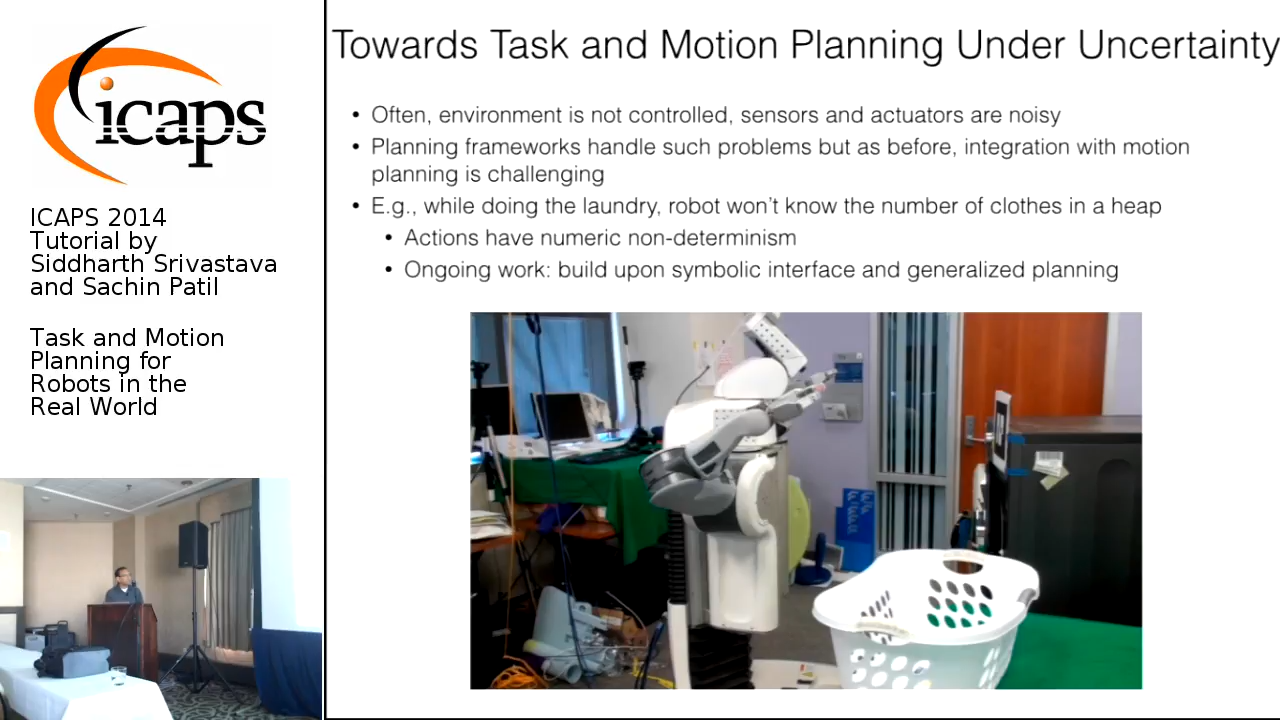 icaps
ICAPS 2014
Tutorial by
Siddharth Srivastava
and Sachin Patil
Task and Motion
Planning for
Robots in the
Real World
Towards Task and Motion Planning Under Uncertainty
• Often, environment is not controlled, sensors and actuators are noisy
• Planning frameworks handle such problems but as before, integration with motion
planning is challenging
• E.g., while doing the laundry, robot won't know the number of clothes in a heap
• Actions have numeric non-determinism
• Ongoing work: build upon symbolic interface and generalized planning